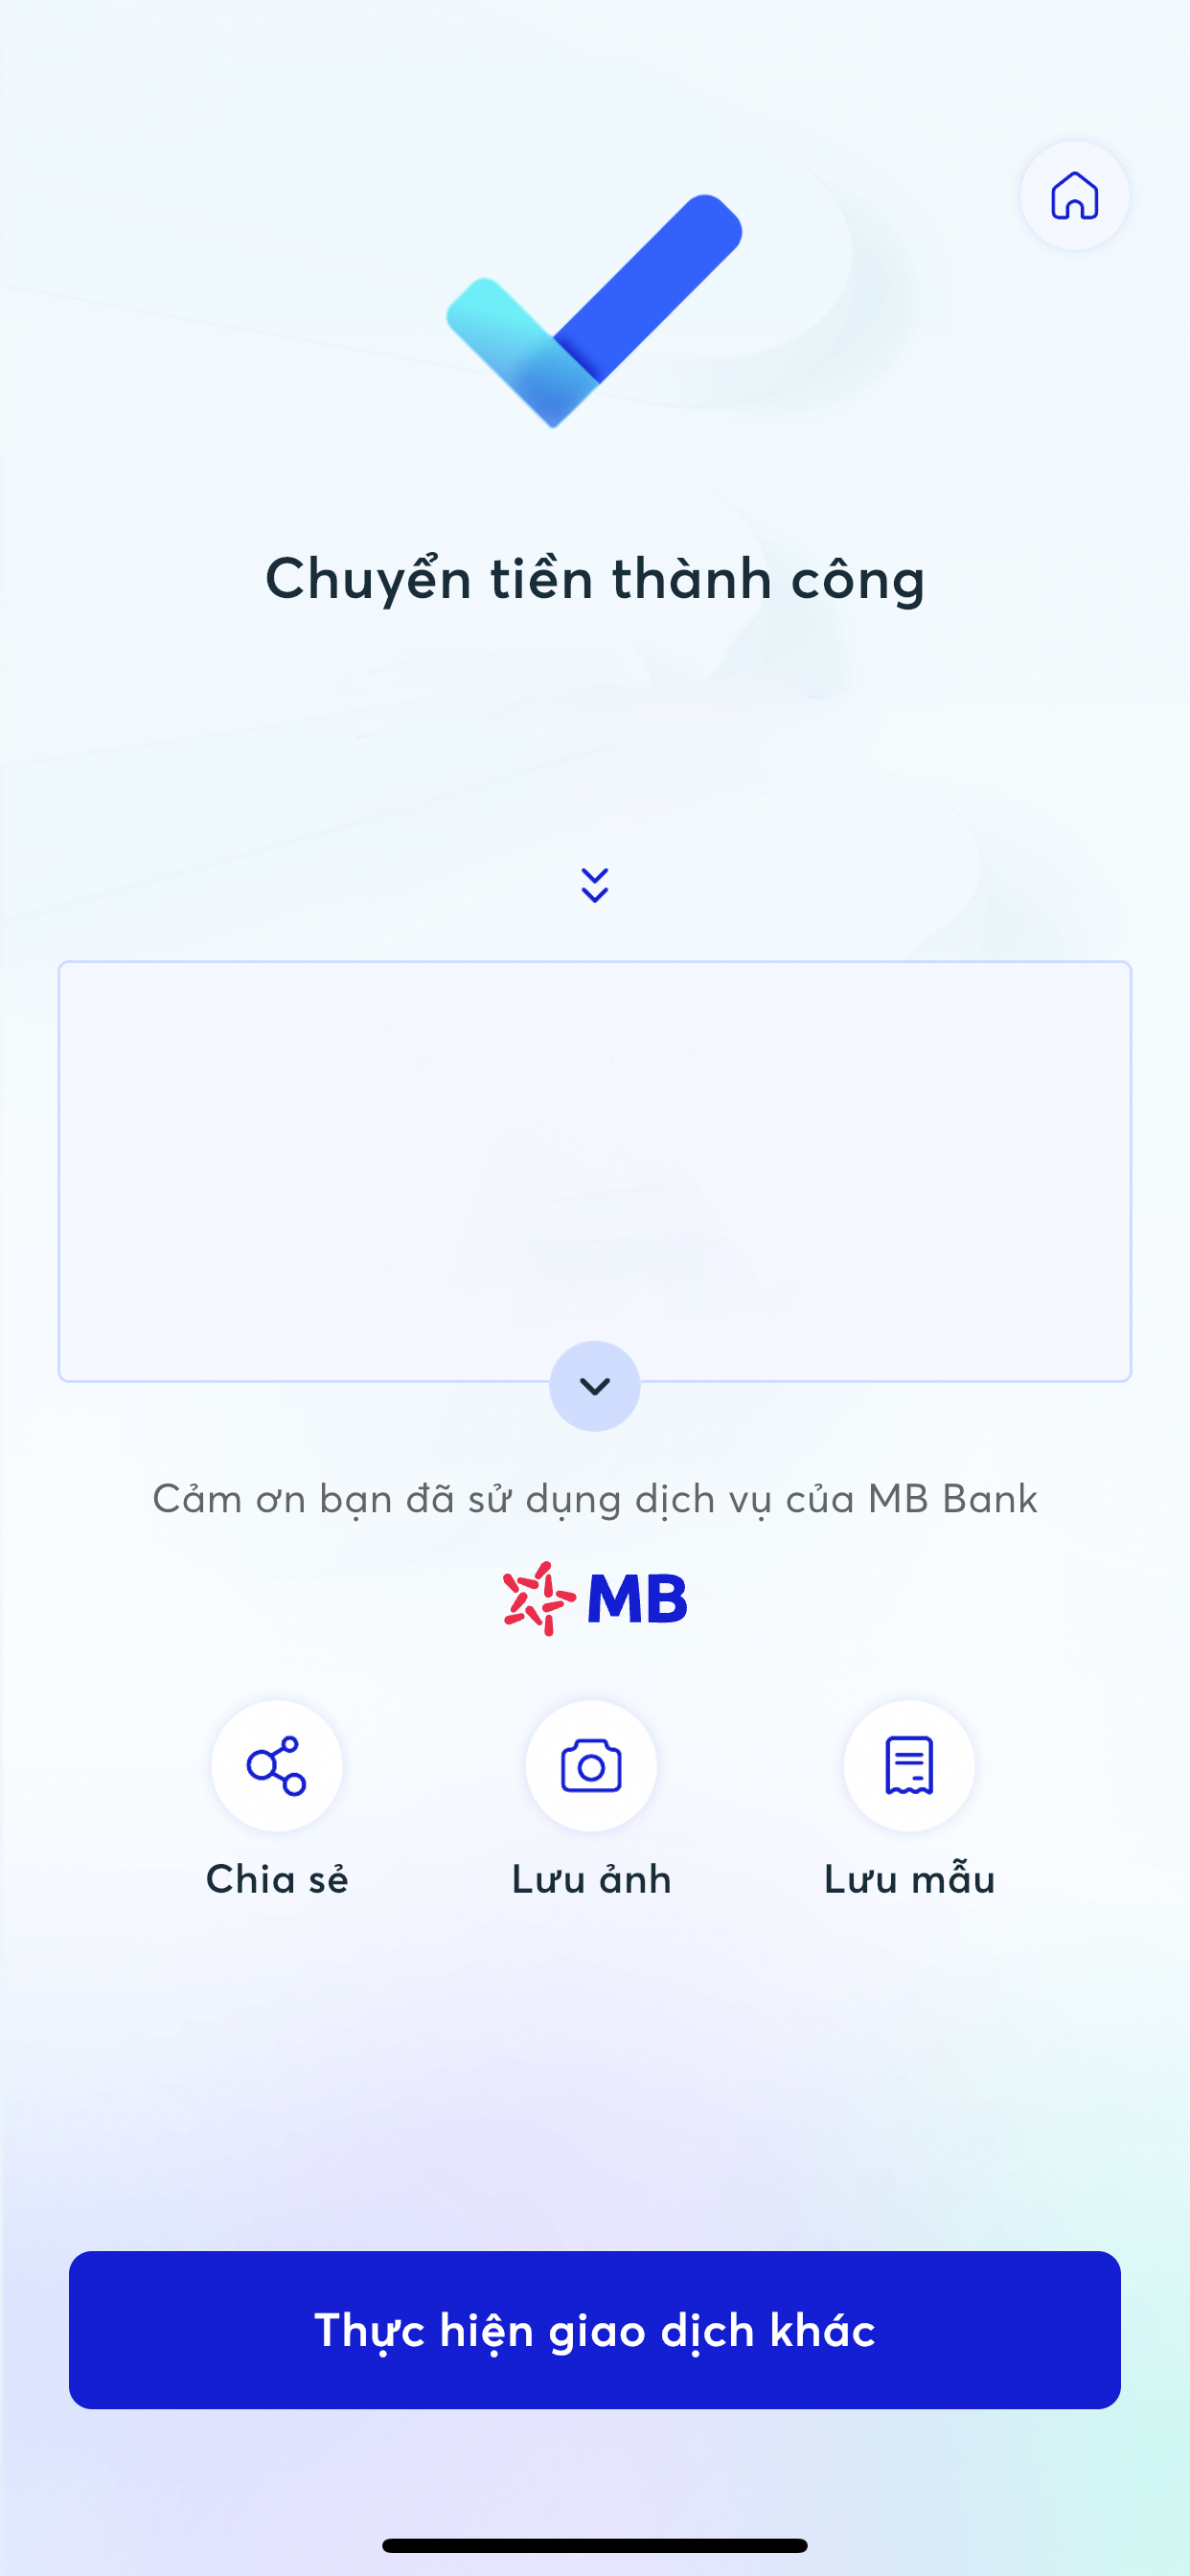 Chuyển tiền thành công
Cảm ơn bạn đã sử dụng dịch vụ của MB Bank
MB
Chia sẻ
Lưu ảnh
Lưu mẫu
Thực hiện giao dịch khác